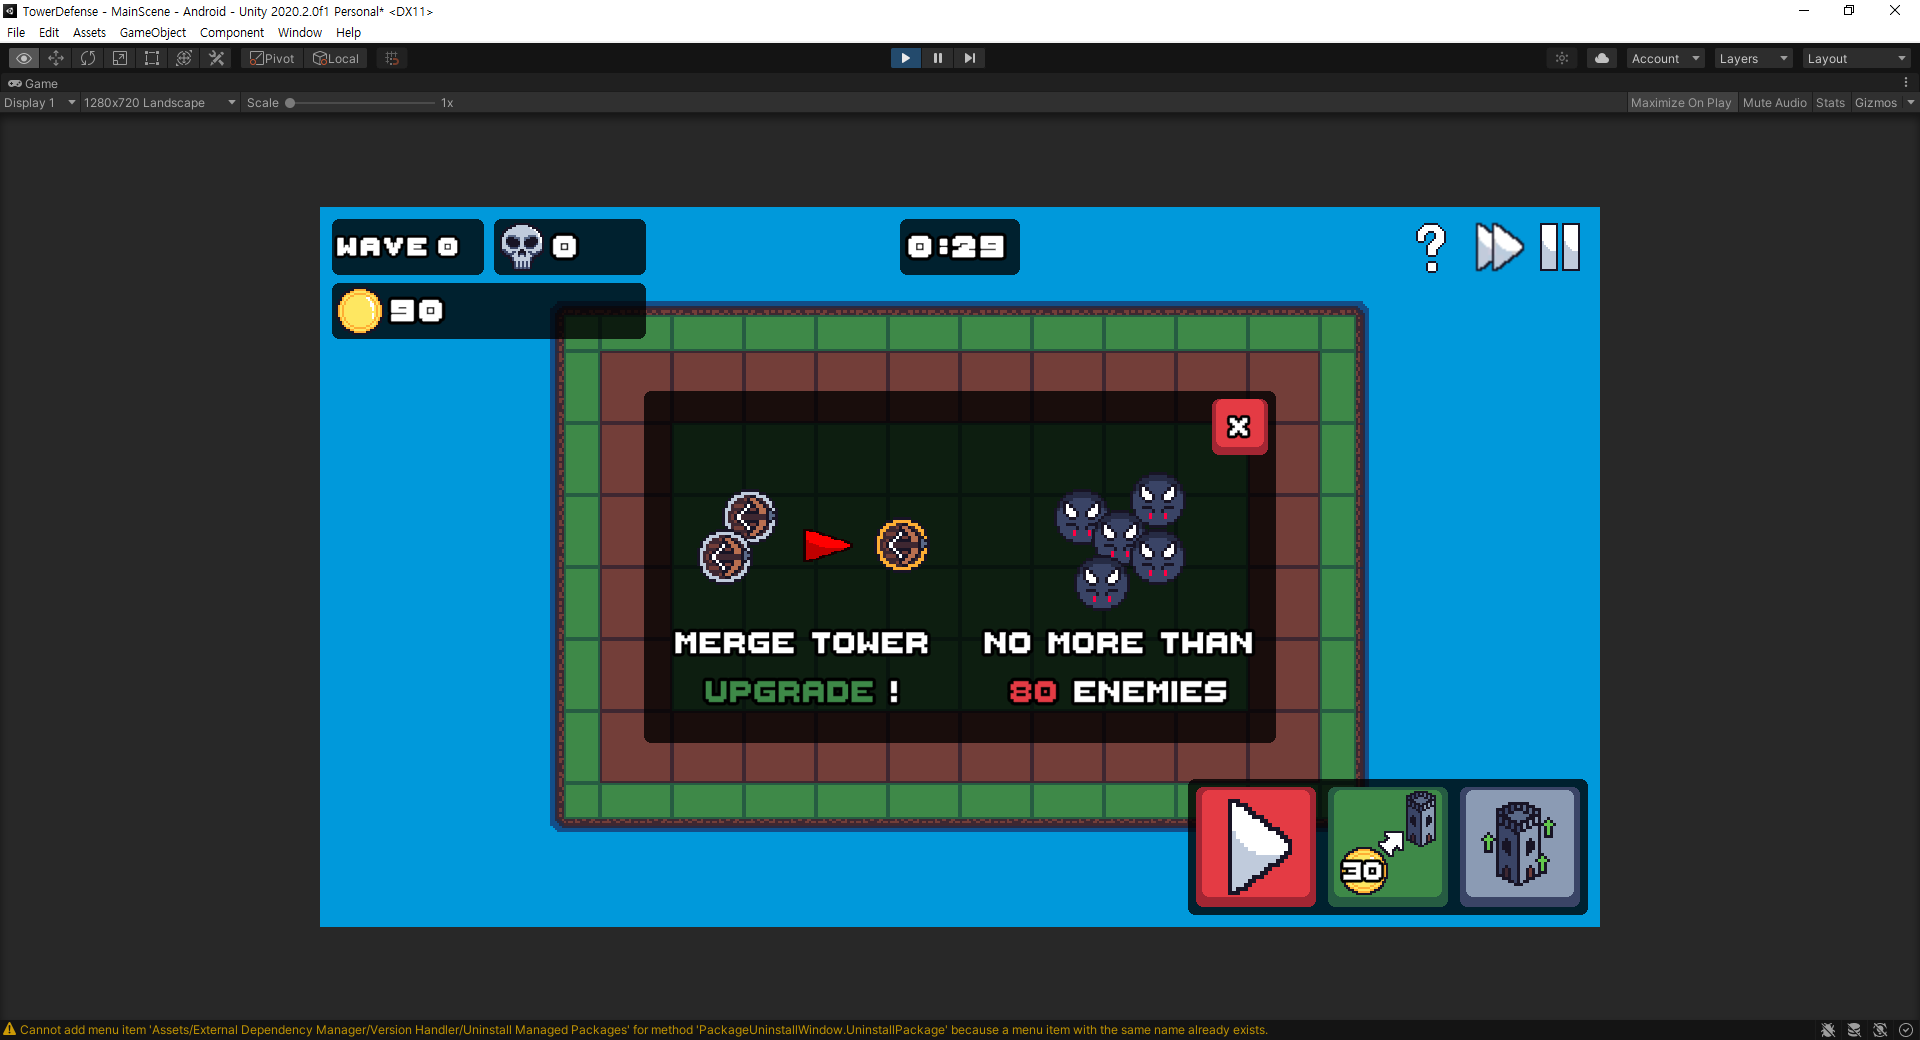 TowerDefense - MainScene - Android - Unity 2020.2.0f1 Personal* <DX11>
File Edit Assets GameObject Component Window Help
Pivot Local Account Layers Layout
Game
Display 1 1280x720 Landscape Scale 1x Maximize On Play Mute Audio Stats Gizmos
WAVE 0 0 0:29 ?
90
X
MERGE TOWER
UPGRADE !
NO MORE THAN
80 ENEMIES
30
Cannot add menu item 'Assets/External Dependency Manager/Version Handler/Uninstall Managed Packages' for method 'PackageUninstallWindow.UninstallPackage' because a menu item with the same name already exists.